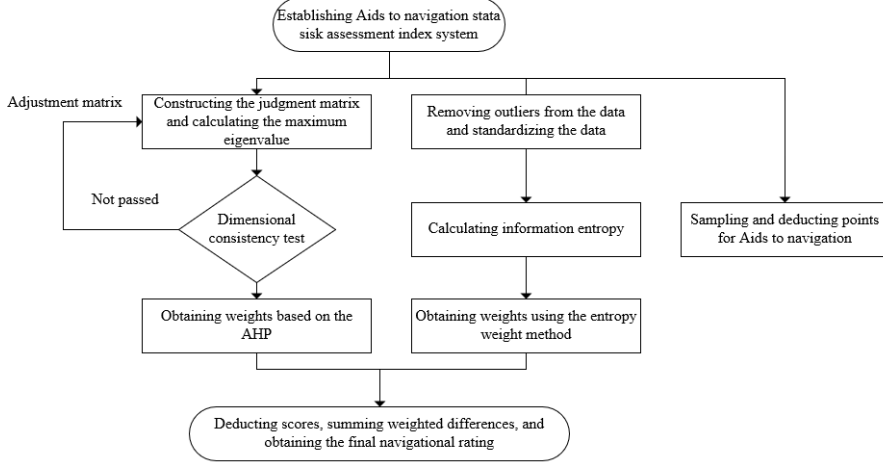 Establishing Aids to navigation stata
sisk assessment index system
Adjustment matrix
Constructing the judgment matrix
and calculating the maximum
eigenvalue
Removing outliers from the data
and standardizing the data
Not passed
Dimensional
consistency test
Calculating information entropy
Sampling and deducting points
for Aids to navigation
Obtaining weights based on the
AHP
Obtaining weights using the entropy
weight method
Deducting scores, summing weighted differences, and
obtaining the final navigational rating